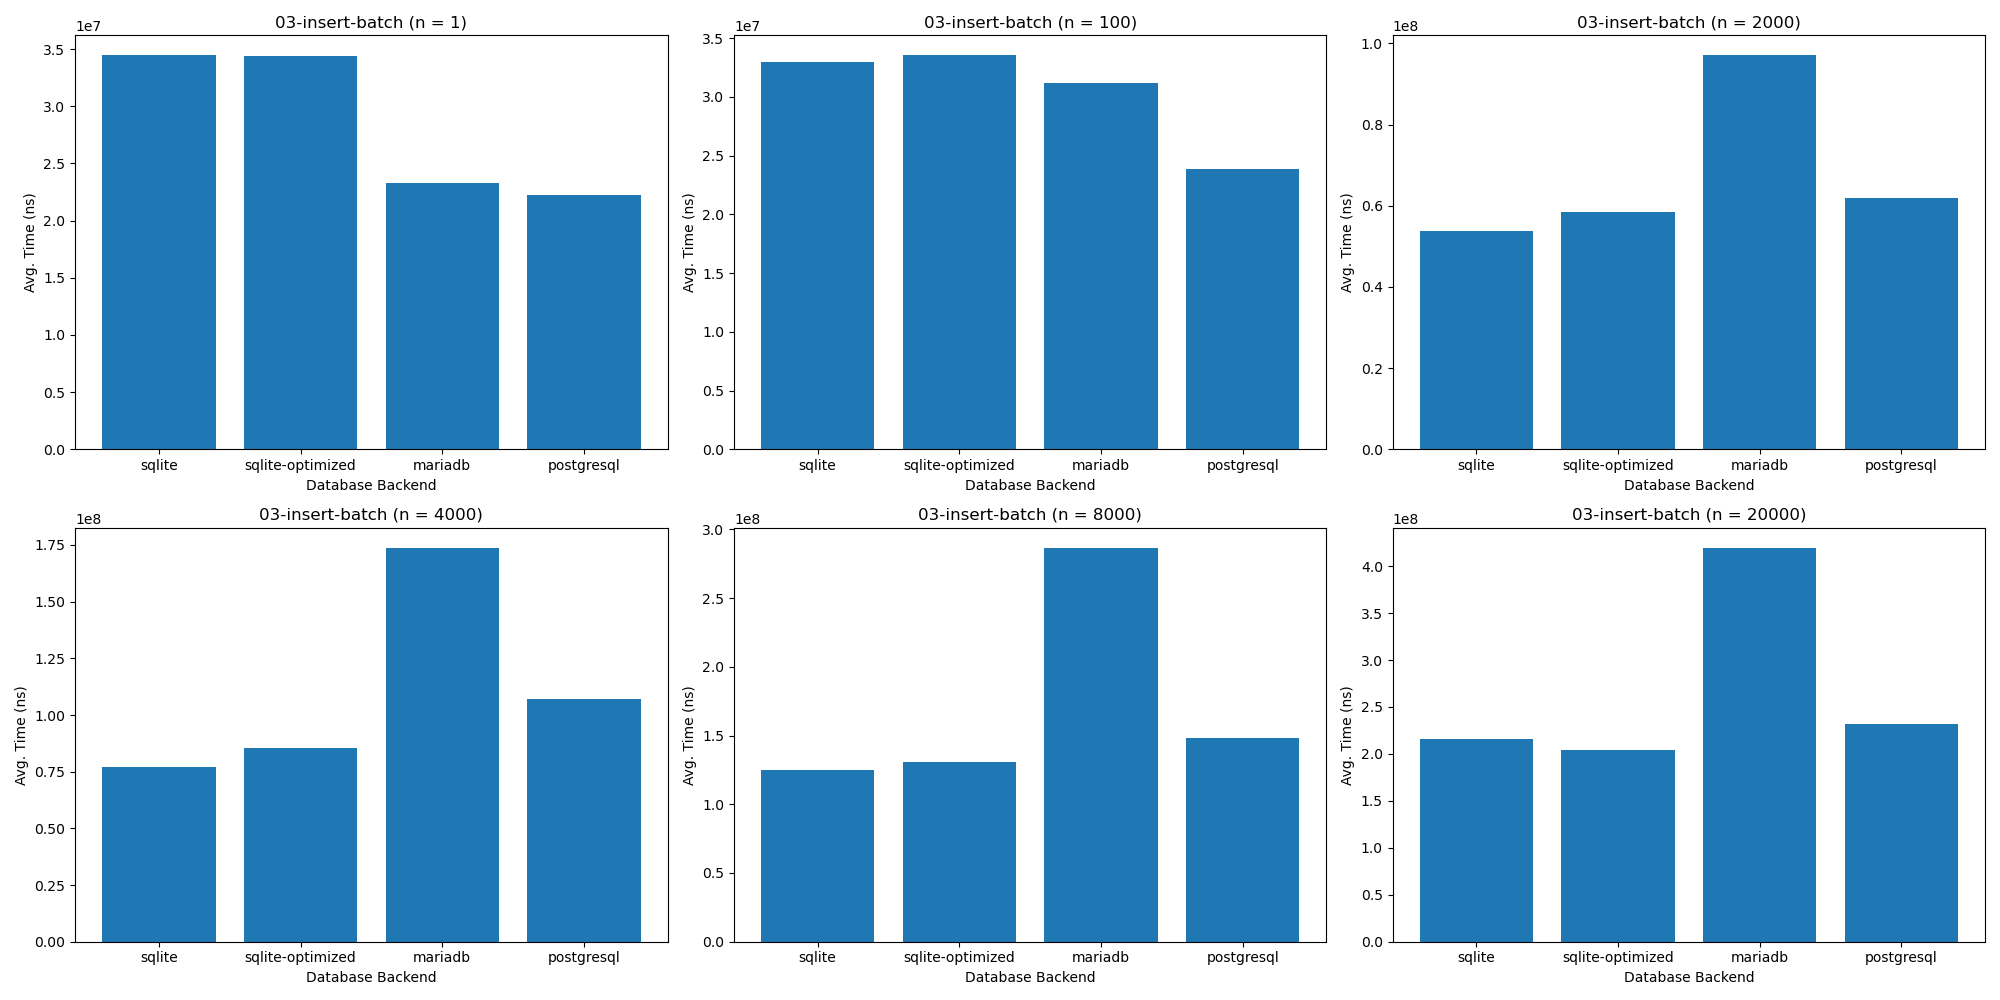 03-insert-batch (n = 1)
1e7
3.5
3.0
2.5
2.0
1.5
1.0
0.5
0.0
Avg. Time (ns)
sqlite sqlite-optimized mariadb postgresql
Database Backend
03-insert-batch (n = 100)
1e7
3.5
3.0
2.5
2.0
1.5
1.0
0.5
0.0
Avg. Time (ns)
sqlite sqlite-optimized mariadb postgresql
Database Backend
03-insert-batch (n = 2000)
1e8
1.0
0.8
0.6
0.4
0.2
0.0
Avg. Time (ns)
sqlite sqlite-optimized mariadb postgresql
Database Backend
03-insert-batch (n = 4000)
1e8
1.75
1.50
1.25
1.00
0.75
0.50
0.25
0.00
Avg. Time (ns)
sqlite sqlite-optimized mariadb postgresql
Database Backend
03-insert-batch (n = 8000)
1e8
3.0
2.5
2.0
1.5
1.0
0.5
0.0
Avg. Time (ns)
sqlite sqlite-optimized mariadb postgresql
Database Backend
03-insert-batch (n = 20000)
1e8
4.0
3.5
3.0
2.5
2.0
1.5
1.0
0.5
0.0
Avg. Time (ns)
sqlite sqlite-optimized mariadb postgresql
Database Backend